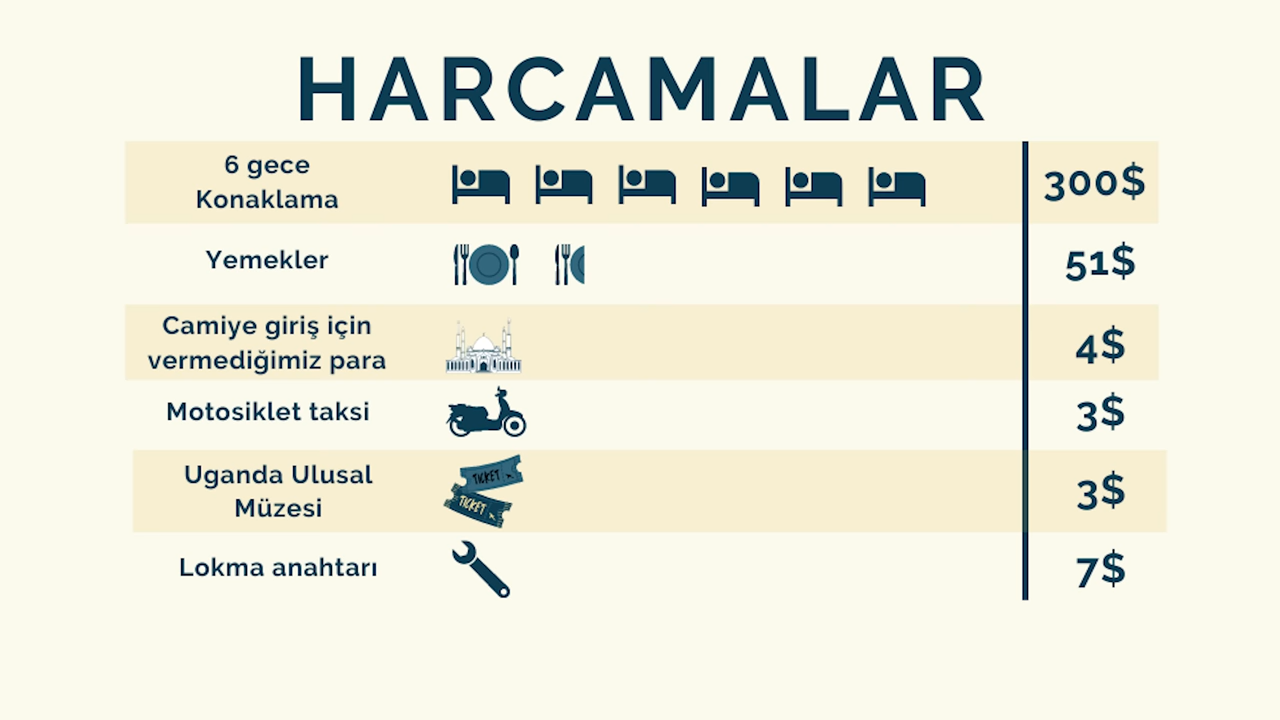 HARCAMALAR
6 gece
Konaklama
300$
Yemekler
51$
Camiye giriş için
vermediğimiz para
4$
Motosiklet taksi
3$
Uganda Ulusal
Müzesi
TICKET
TICKET
3$
Lokma anahtarı
7$